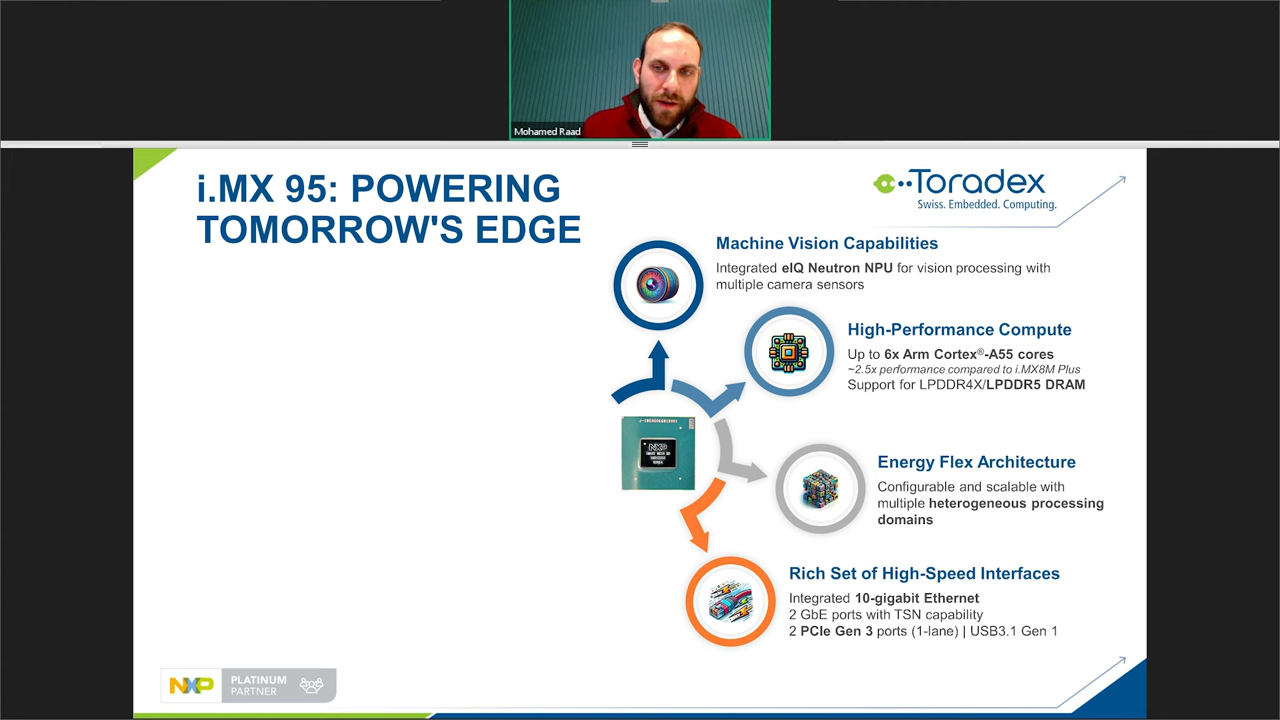 Mohamed Raad
i.MX 95: POWERING
TOMORROW'S EDGE
Toradex
Swiss. Embedded. Computing.
Machine Vision Capabilities
Integrated eIQ Neutron NPU for vision processing with
multiple camera sensors
High-Performance Compute
Up to 6x Arm Cortex®-A55 cores
~2.5x performance compared to i.MX8M Plus
Support for LPDDR4X/LPDDR5 DRAM
NXP
Energy Flex Architecture
Configurable and scalable with
multiple heterogeneous processing
domains
Rich Set of High-Speed Interfaces
Integrated 10-gigabit Ethernet
2 GbE ports with TSN capability
2 PCIe Gen 3 ports (1-lane) | USB3.1 Gen 1
NXP
PLATINUM
PARTNER